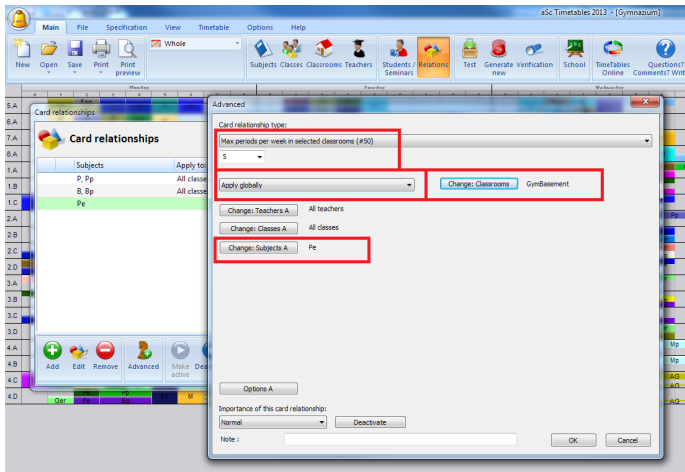 aSc Timetables 2013 - [Gymnazium]
Main File Specification View Timetable Options Help
Whole
New Open Save Print Print preview Subjects Classes Classrooms Teachers Students / Seminars Relations Test Generate new Verification School TimeTables Online Questions? Comments?
Monday Tuesday Wednesday
5.A
6.A
7.A
8.A
1.A
1.B
1.C
2.A
2.B
2.C
2.D
3.A
3.B
3.C
3.D
4.A
4.B
4.C
4.D
Card relationships
Card relationships
Subjects Apply to:
P, Pp All classe
B, Bp All classe
Pe
Add Edit Remove Advanced Make active Dea
Advanced
Card relationship type:
Max periods per week in selected classrooms (#50)
5
Apply globally Change: Classrooms GymBasement
Change: Teachers A All teachers
Change: Classes A All classes
Change: Subjects A Pe
Options A
Importance of this card relationship:
Normal Deactivate
Note :
OK Cancel
Pp
Mp
Mp
AG
AG
AG
Ger Pe Bp M